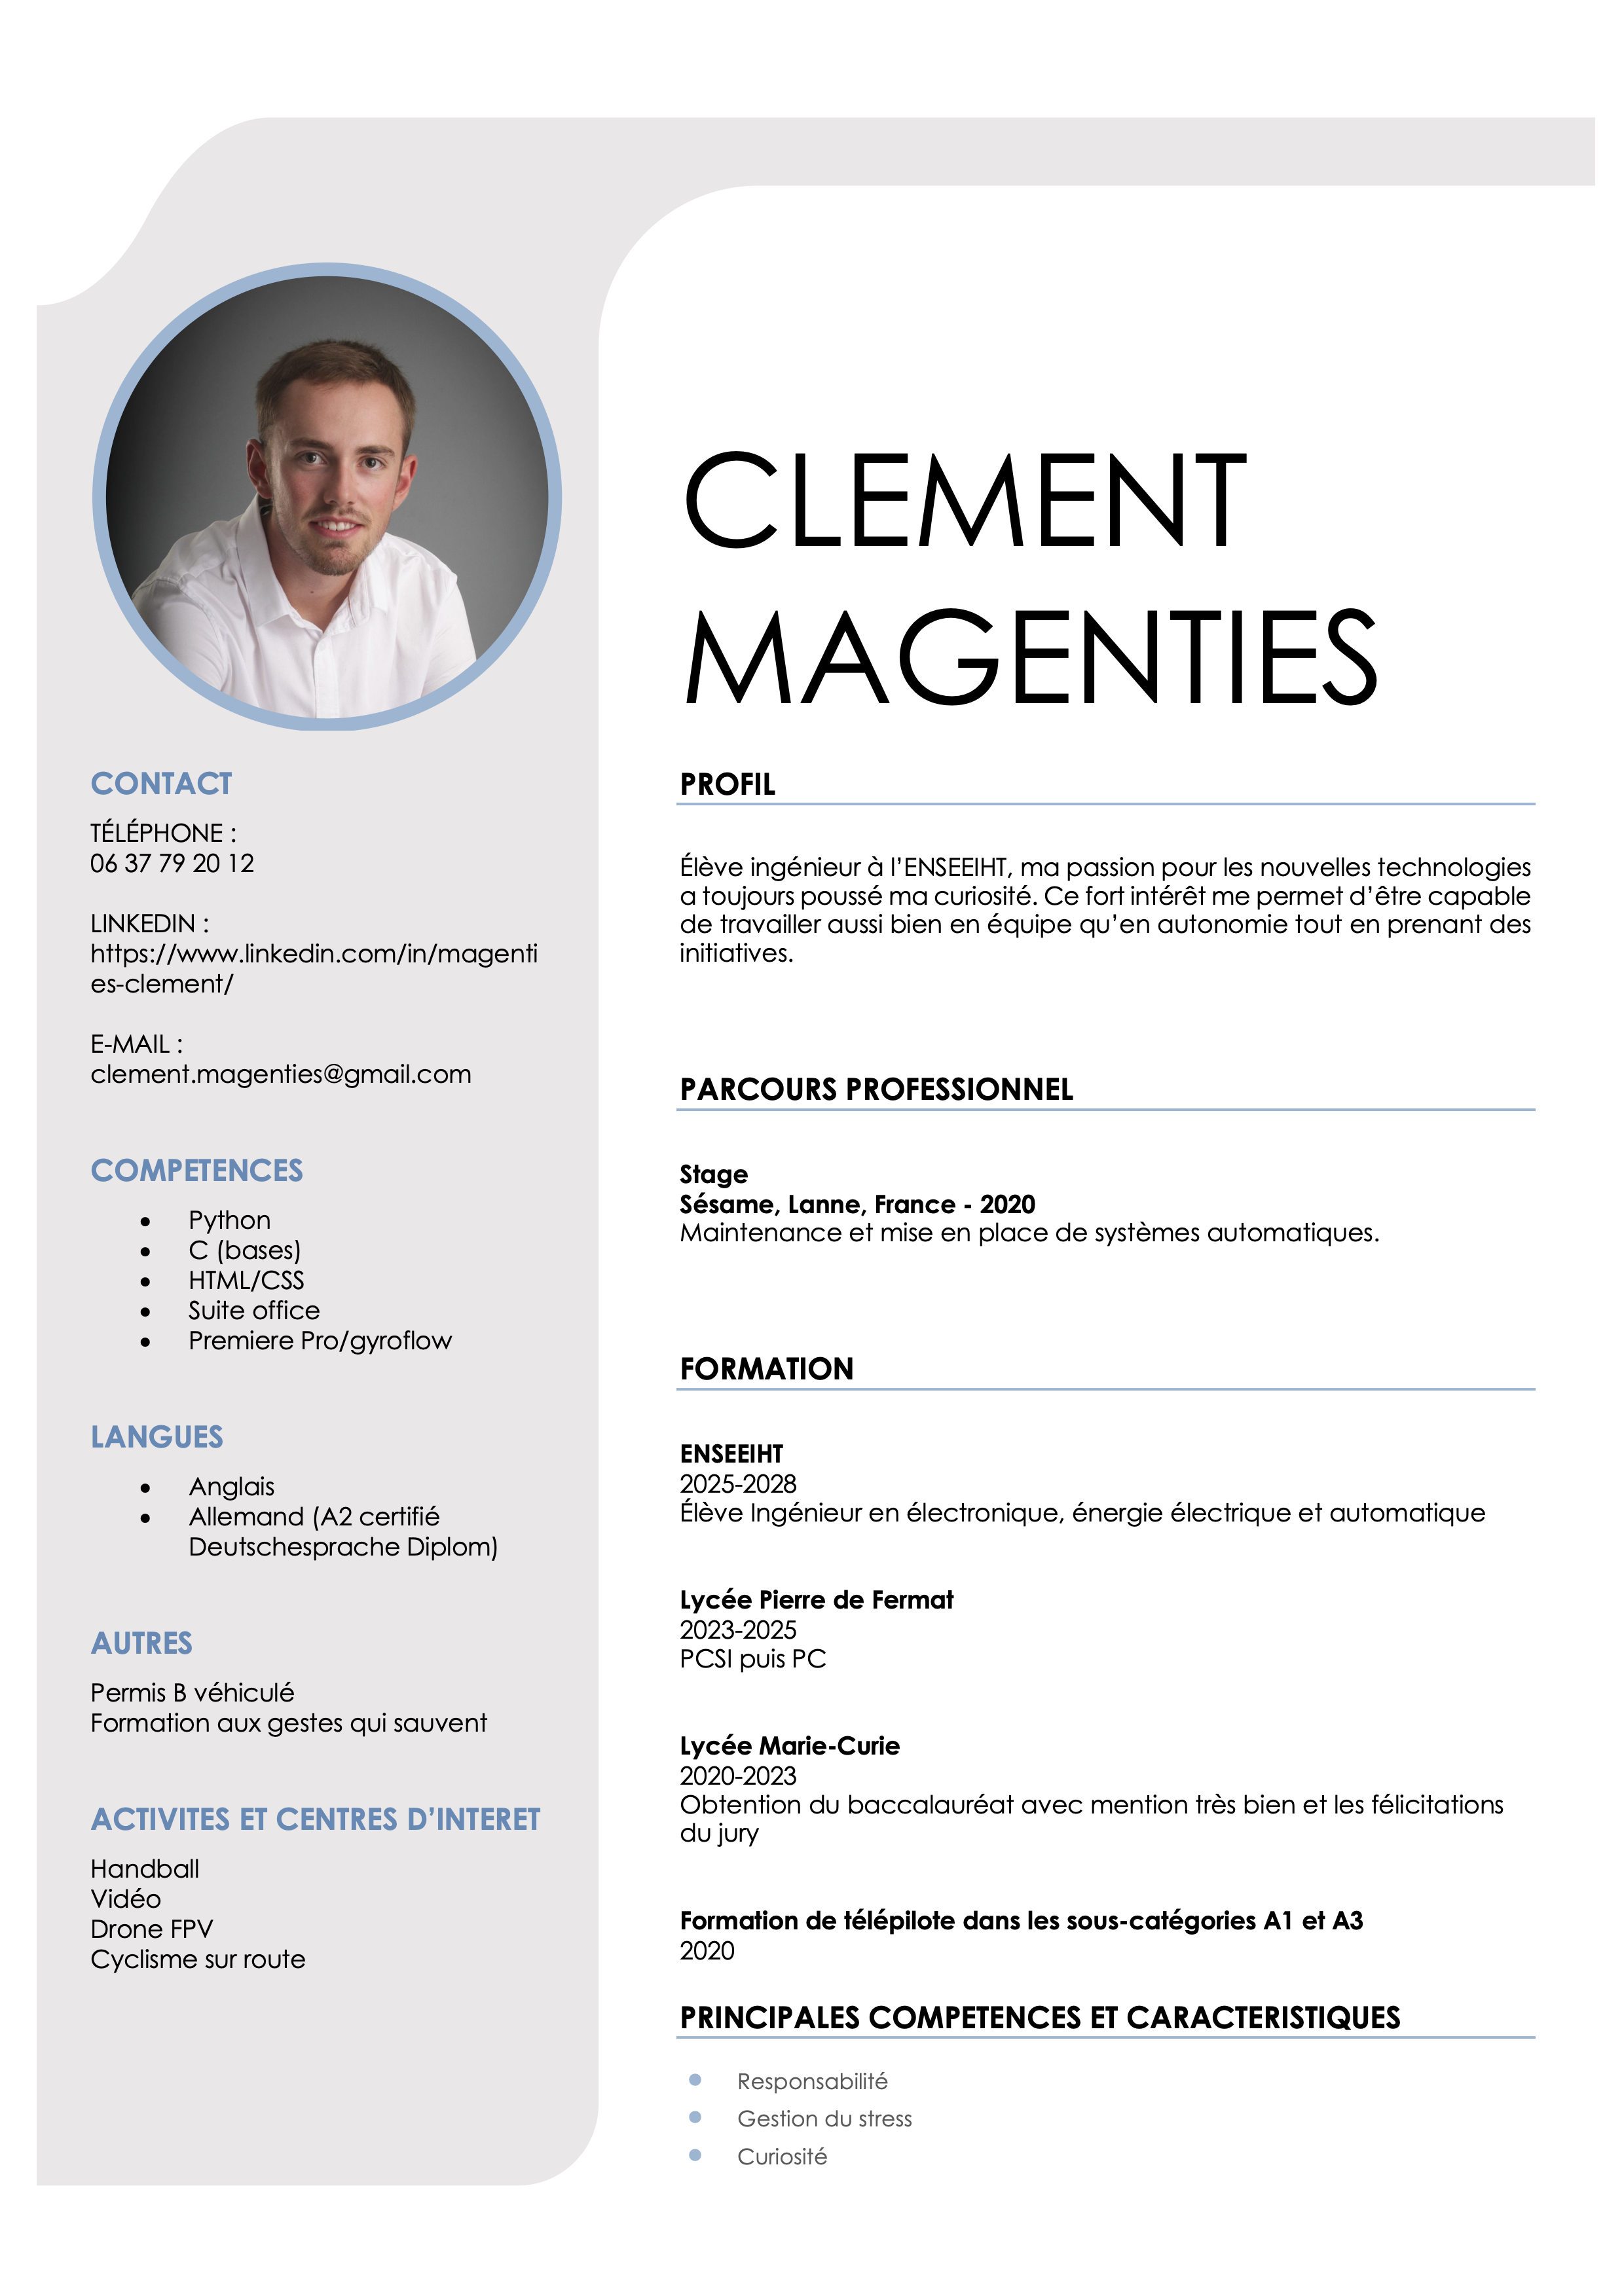 CLEMENT
MAGENTIES
CONTACT
TÉLÉPHONE :
06 37 79 20 12
LINKEDIN :
https://www.linkedin.com/in/magenti
es-clement/
E-MAIL :
clement.magenties@gmail.com
COMPETENCES
• Python
• C (bases)
• HTML/CSS
• Suite office
• Premiere Pro/gyroflow
LANGUES
• Anglais
• Allemand (A2 certifié
Deutschesprache Diplom)
AUTRES
Permis B véhiculé
Formation aux gestes qui sauvent
ACTIVITES ET CENTRES D’INTERET
Handball
Vidéo
Drone FPV
Cyclisme sur route
PROFIL
Élève ingénieur à l’ENSEEIHT, ma passion pour les nouvelles technologies
a toujours poussé ma curiosité. Ce fort intérêt me permet d’être capable
de travailler aussi bien en équipe qu’en autonomie tout en prenant des
initiatives.
PARCOURS PROFESSIONNEL
Stage
Sésame, Lanne, France - 2020
Maintenance et mise en place de systèmes automatiques.
FORMATION
ENSEEIHT
2025-2028
Élève Ingénieur en électronique, énergie électrique et automatique
Lycée Pierre de Fermat
2023-2025
PCSI puis PC
Lycée Marie-Curie
2020-2023
Obtention du baccalauréat avec mention très bien et les félicitations
du jury
Formation de télépilote dans les sous-catégories A1 et A3
2020
PRINCIPALES COMPETENCES ET CARACTERISTIQUES
• Responsabilité
• Gestion du stress
• Curiosité